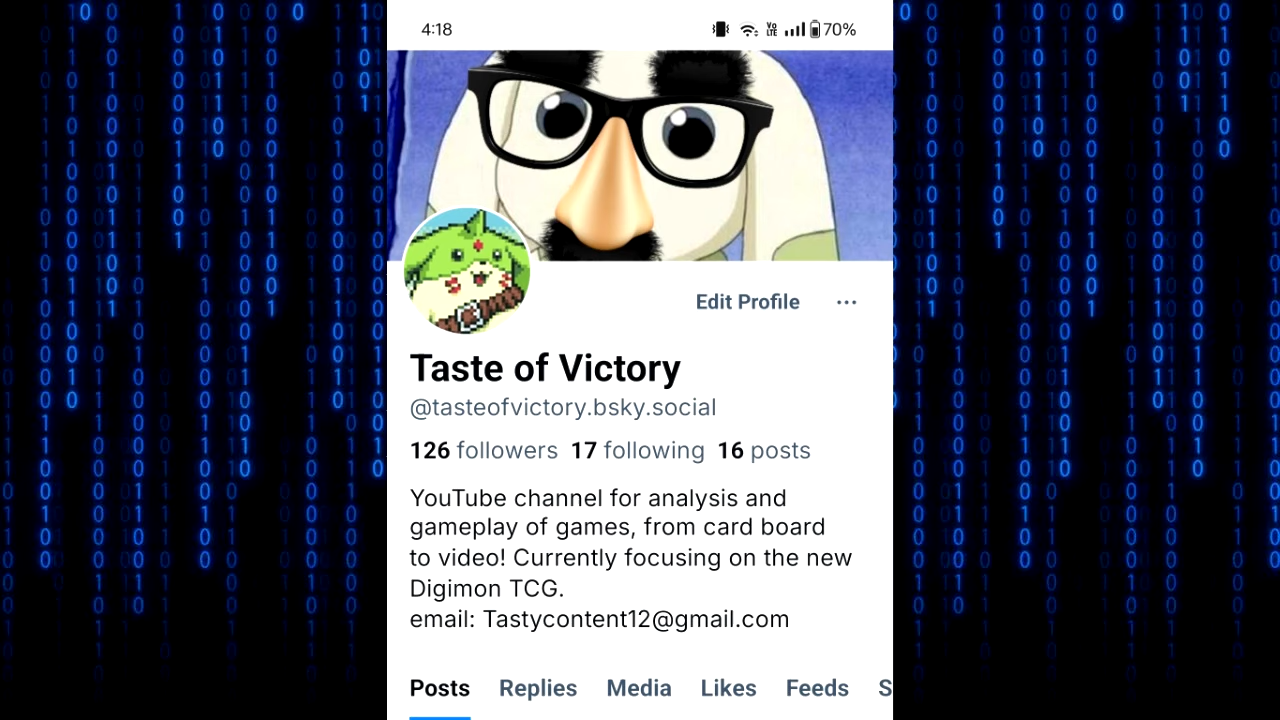 4:18
Vo
LTE
70%
Edit Profile
Taste of Victory
@tasteofvictory.bsky.social
126 followers 17 following 16 posts
YouTube channel for analysis and
gameplay of games, from card board
to video! Currently focusing on the new
Digimon TCG.
email: Tastycontent12@gmail.com
Posts Replies Media Likes Feeds S